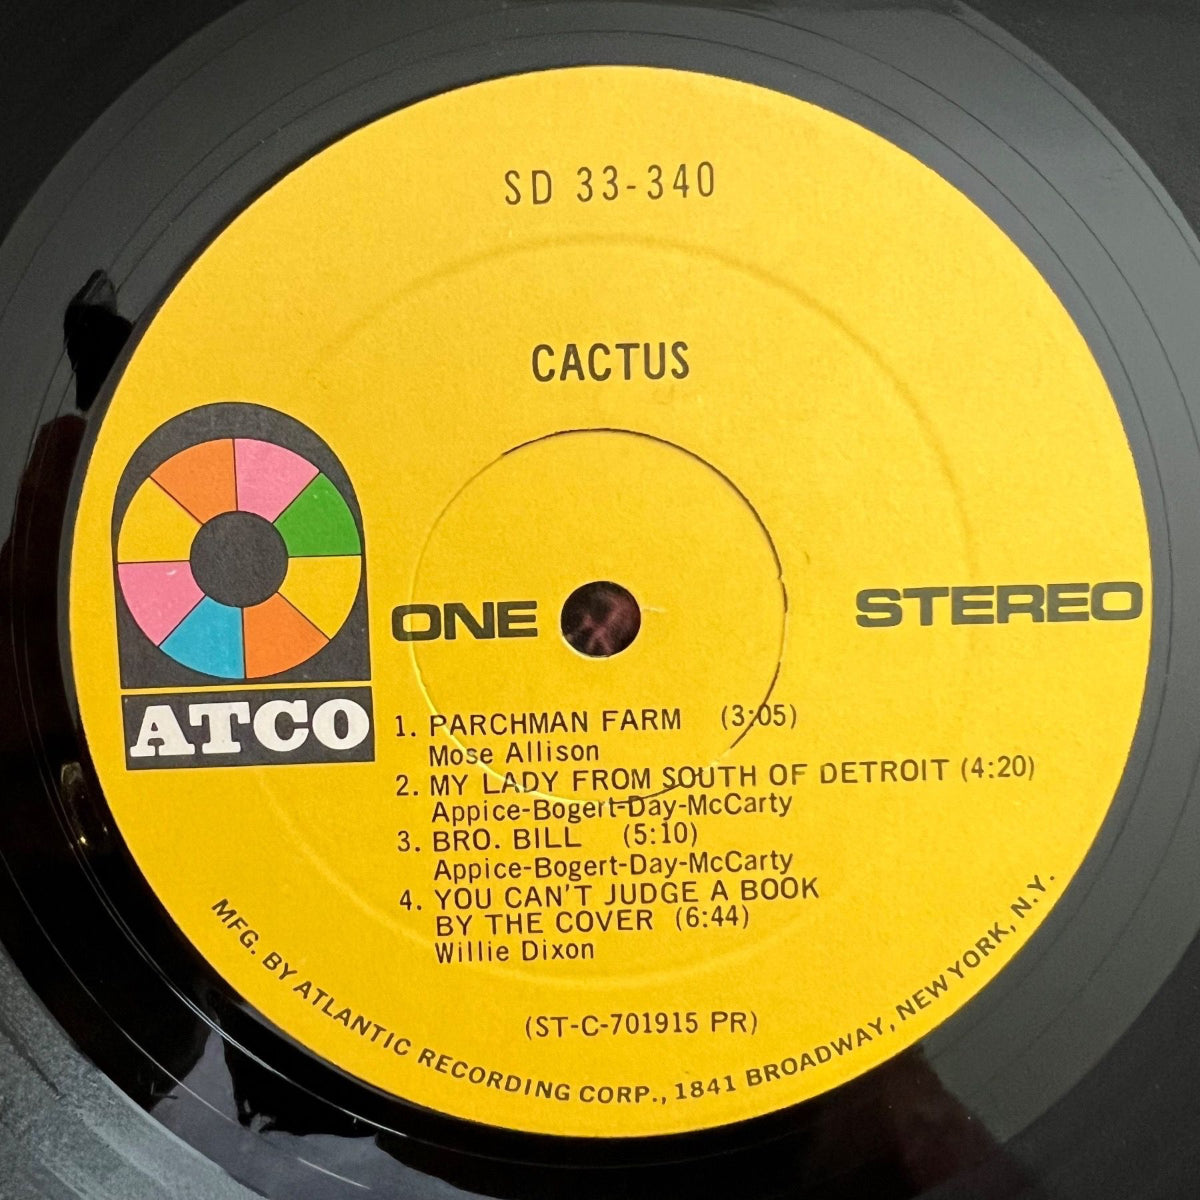 SD 33-340
CACTUS
ATCO
ONE
STEREO
1. PARCHMAN FARM (3:05)
Mose Allison
2. MY LADY FROM SOUTH OF DETROIT (4:20)
Appice-Bogert-Day-McCarty
3. BRO. BILL (5:10)
Appice-Bogert-Day-McCarty
4. YOU CAN'T JUDGE A BOOK
BY THE COVER (6:44)
Willie Dixon
(ST-C-701915 PR)
MFG. BY ATLANTIC RECORDING CORP., 1841 BROADWAY, NEW YORK, N.Y.